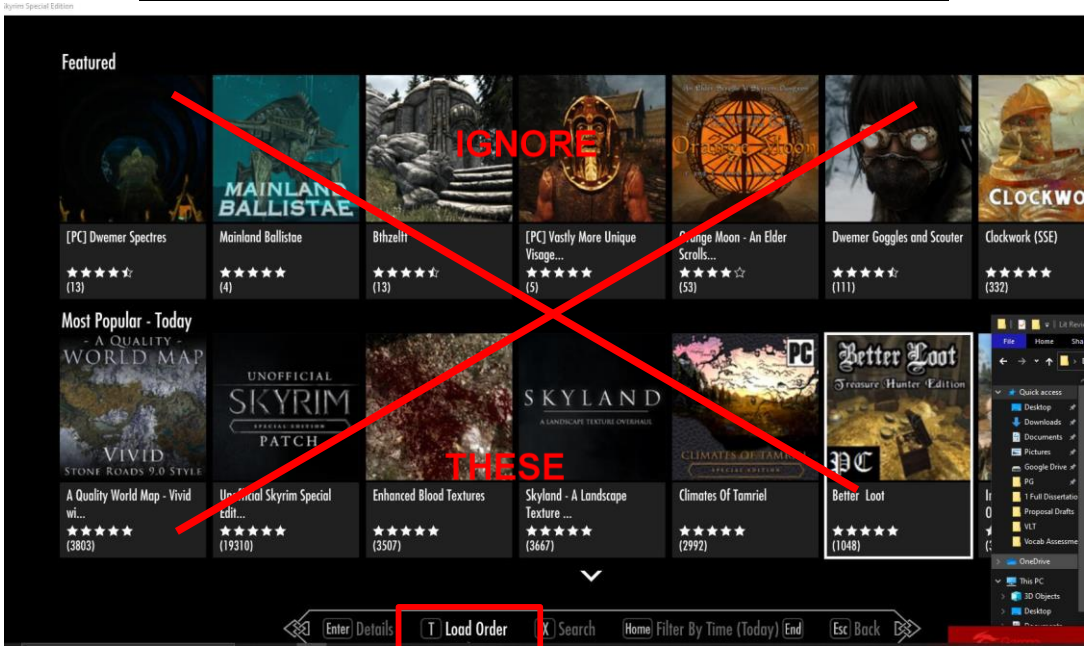 kyrim Special Edition
Featured
An Elder Scrolls V: Skyrim Dungeon
Orange Moon
MAINLAND
BALLISTAE
CLOCKWO
IGNORE
[PC] Dwemer Spectres
★★★★⯪
(13)
Mainland Ballistae
★★★★★
(4)
Bthzelft
★★★★⯪
(13)
[PC] Vastly More Unique
Visage...
★★★★★
(5)
Orange Moon - An Elder
Scrolls...
★★★★☆
(53)
Dwemer Goggles and Scouter
★★★★⯪
(111)
Clockwork (SSE)
★★★★★
(332)
Most Popular - Today
- A QUALITY -
WORLD MAP
VIVID
STONE ROADS 9.0 STYLE
UNOFFICIAL
SKYRIM
SPECIAL EDITION
PATCH
SKYLAND
A LANDSCAPE TEXTURE OVERHAUL
PC
CLIMATES OF TAMRIEL
SPECIAL EDITION
Better Loot
Treasure Hunter Edition
PC
THESE
A Quality World Map - Vivid
wi...
★★★★★
(3803)
Unofficial Skyrim Special
Edit...
★★★★★
(19310)
Enhanced Blood Textures
★★★★★
(3507)
Skyland - A Landscape
Texture ...
★★★★★
(3667)
Climates Of Tamriel
★★★★★
(2992)
Better Loot
★★★★★
(1048)
Lit Revi
File Home Sha
Quick access
Desktop
Downloads
Documents
Pictures
Google Drive
PG
1 Full Dissertatio
Proposal Drafts
VLT
Vocab Assessme
OneDrive
This PC
3D Objects
Desktop
Enter Details T Load Order X Search Home Filter By Time (Today) End Esc Back